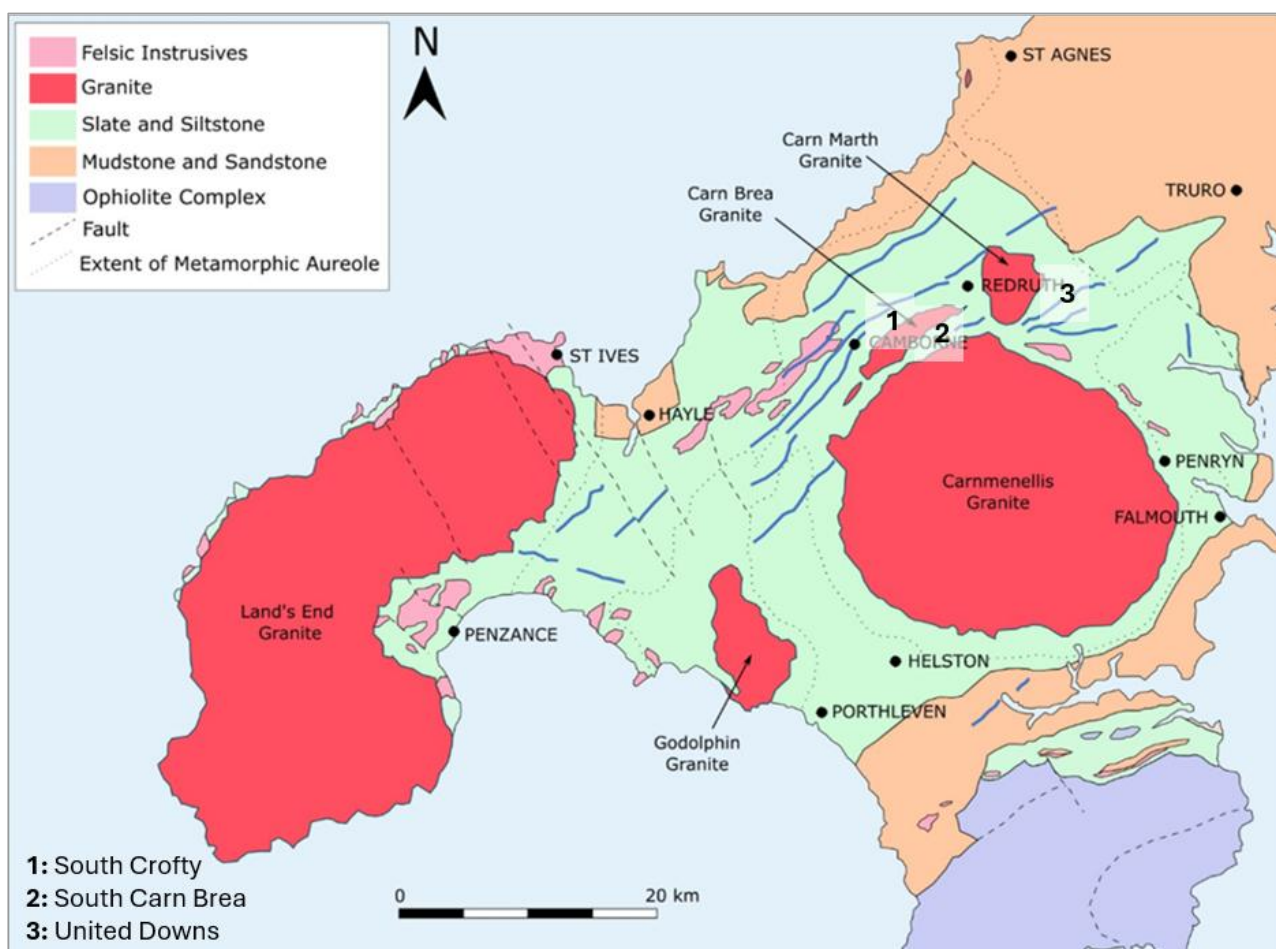 Felsic Instrusives
Granite
Slate and Siltstone
Mudstone and Sandstone
Ophiolite Complex
Fault
Extent of Metamorphic Aureole
N
ST AGNES
Carn Marth
Granite
TRURO
Carn Brea
Granite
REDRUTH
3
1
2
CAMBORNE
ST IVES
HAYLE
PENRYN
Carnmenellis
Granite
FALMOUTH
Land's End
Granite
PENZANCE
HELSTON
PORTHLEVEN
Godolphin
Granite
1: South Crofty
2: South Carn Brea
3: United Downs
0 20 km